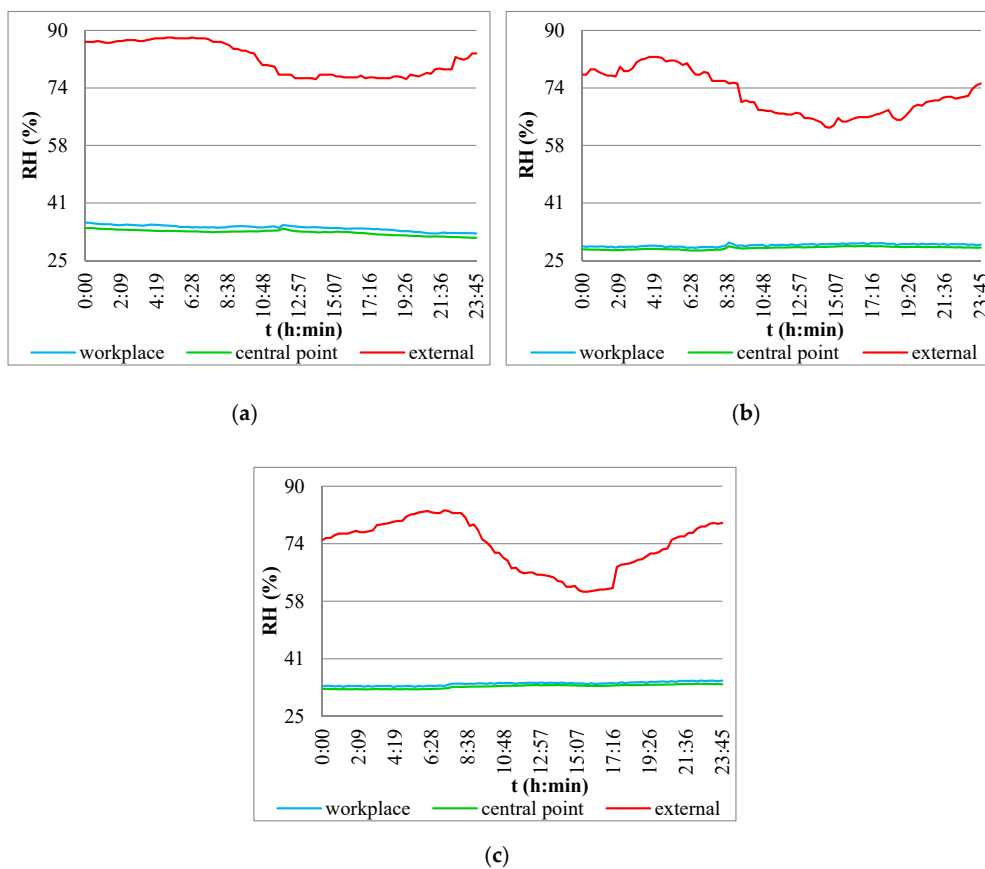 90
74
58
41
25
RH (%)
0:00 2:09 4:19 6:28 8:38 10:48 12:57 15:07 17:16 19:26 21:36 23:45
t (h:min)
workplace central point external
(a)
90
74
58
41
25
RH (%)
0:00 2:09 4:19 6:28 8:38 10:48 12:57 15:07 17:16 19:26 21:36 23:45
t (h:min)
workplace central point external
(b)
90
74
58
41
25
RH (%)
0:00 2:09 4:19 6:28 8:38 10:48 12:57 15:07 17:16 19:26 21:36 23:45
t (h:min)
workplace central point external
(c)